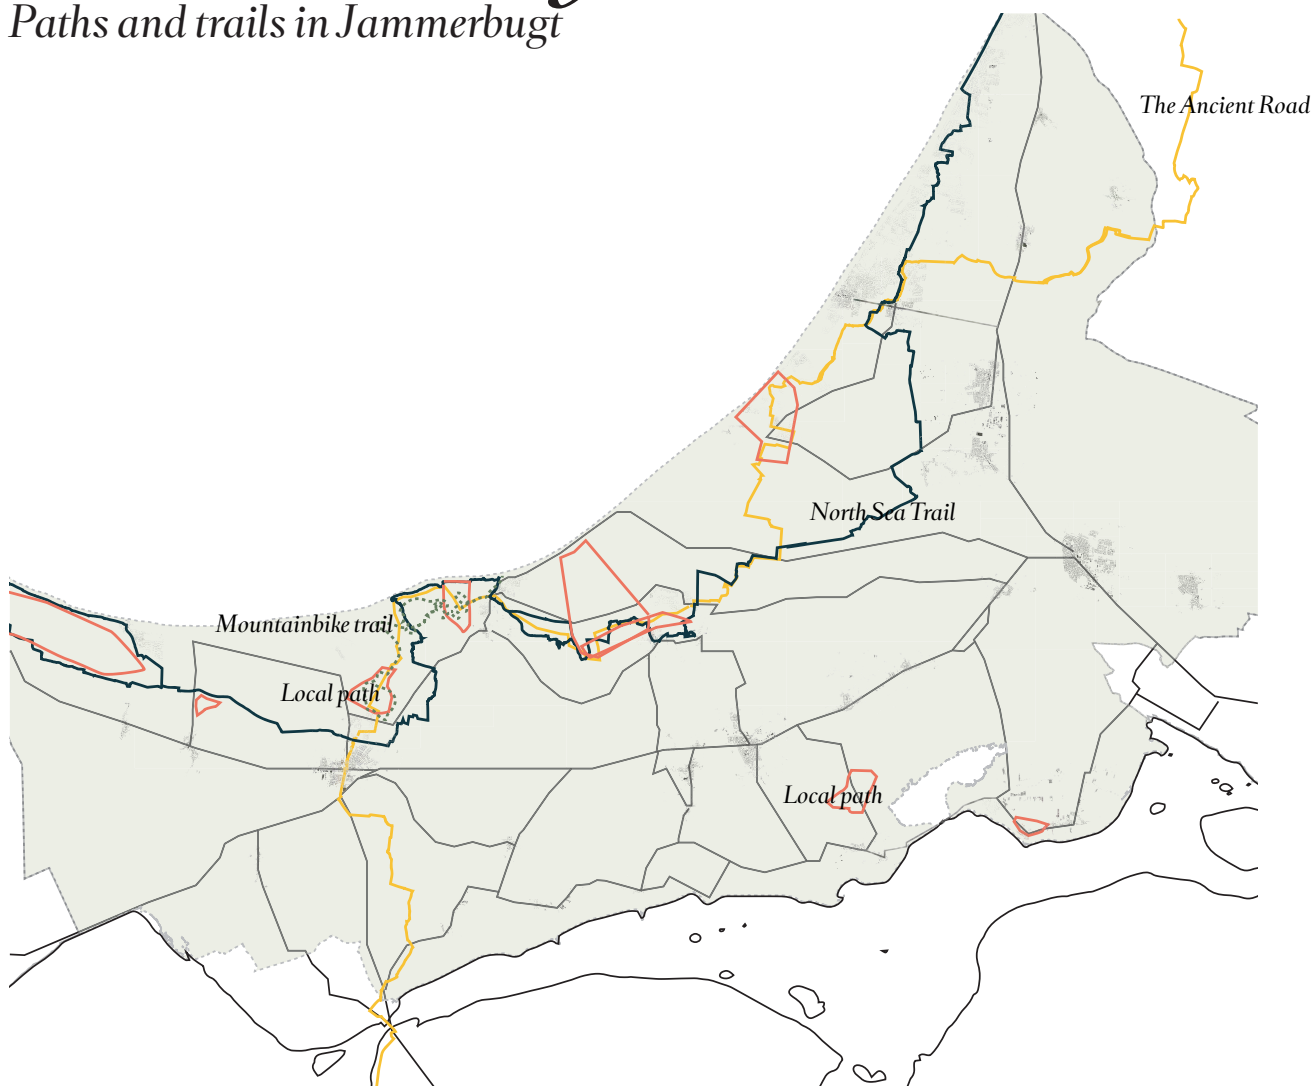 Paths and trails in Jammerbugt
The Ancient Road
North Sea Trail
Mountainbike trail
Local path
Local path